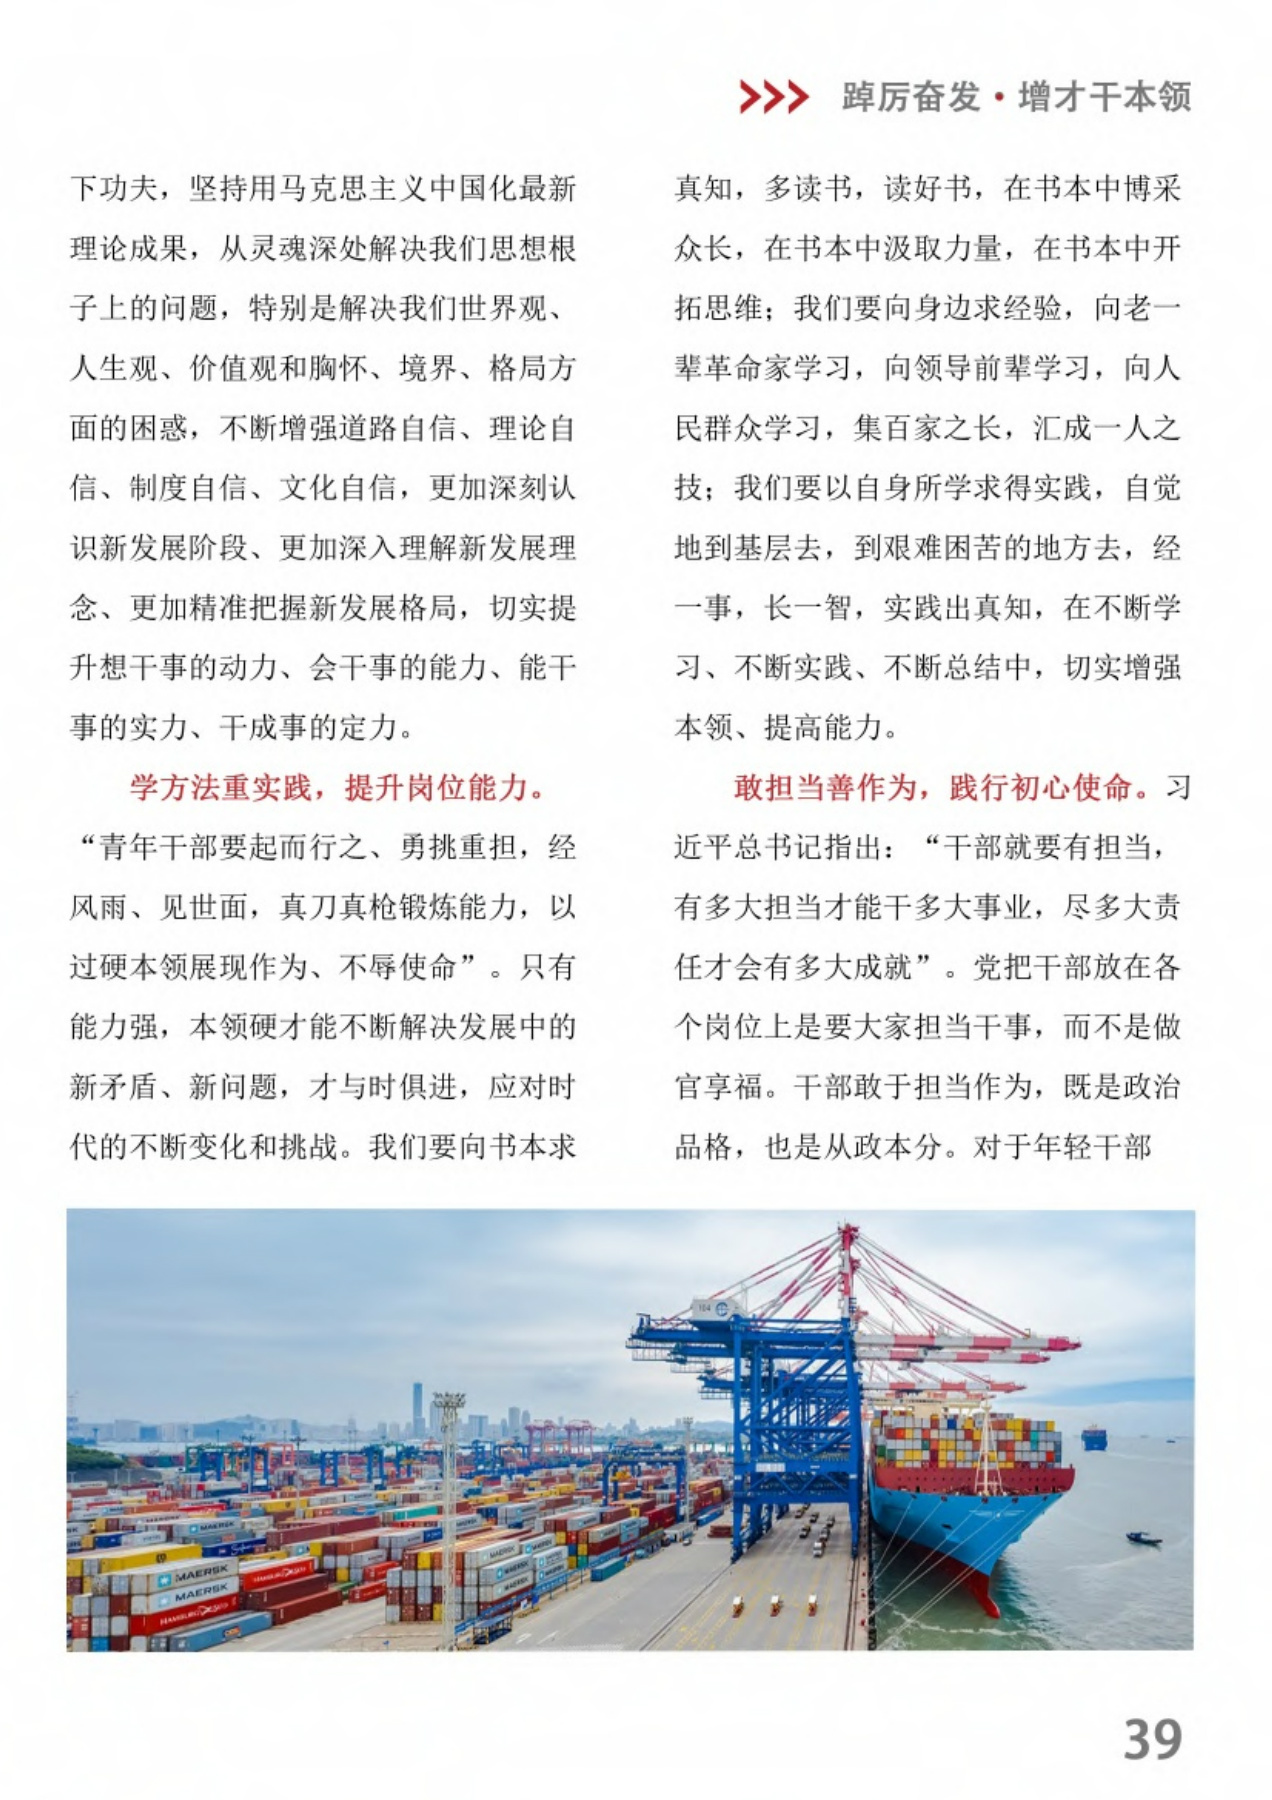 >>> 踔厉奋发·增才干本领
下功夫，坚持用马克思主义中国化最新
理论成果，从灵魂深处解决我们思想根
子上的问题，特别是解决我们世界观、
人生观、价值观和胸怀、境界、格局方
面的困惑，不断增强道路自信、理论自
信、制度自信、文化自信，更加深刻认
识新发展阶段、更加深入理解新发展理
念、更加精准把握新发展格局，切实提
升想干事的动力、会干事的能力、能干
事的实力、干成事的定力。
学方法重实践，提升岗位能力。
“青年干部要起而行之、勇挑重担，经
风雨、见世面，真刀真枪锻炼能力，以
过硬本领展现作为、不辱使命”。只有
能力强，本领硬才能不断解决发展中的
新矛盾、新问题，才与时俱进，应对时
代的不断变化和挑战。我们要向书本求
真知，多读书，读好书，在书本中博采
众长，在书本中汲取力量，在书本中开
拓思维；我们要向身边求经验，向老一
辈革命家学习，向领导前辈学习，向人
民群众学习，集百家之长，汇成一人之
技；我们要以自身所学求得实践，自觉
地到基层去，到艰难困苦的地方去，经
一事，长一智，实践出真知，在不断学
习、不断实践、不断总结中，切实增强
本领、提高能力。
敢担当善作为，践行初心使命。习
近平总书记指出：“干部就要有担当，
有多大担当才能干多大事业，尽多大责
任才会有多大成就”。党把干部放在各
个岗位上是要大家担当干事，而不是做
官享福。干部敢于担当作为，既是政治
品格，也是从政本分。对于年轻干部
104
MAERSK
MAERSK
MAERSK
HAMBURG SÜD
39